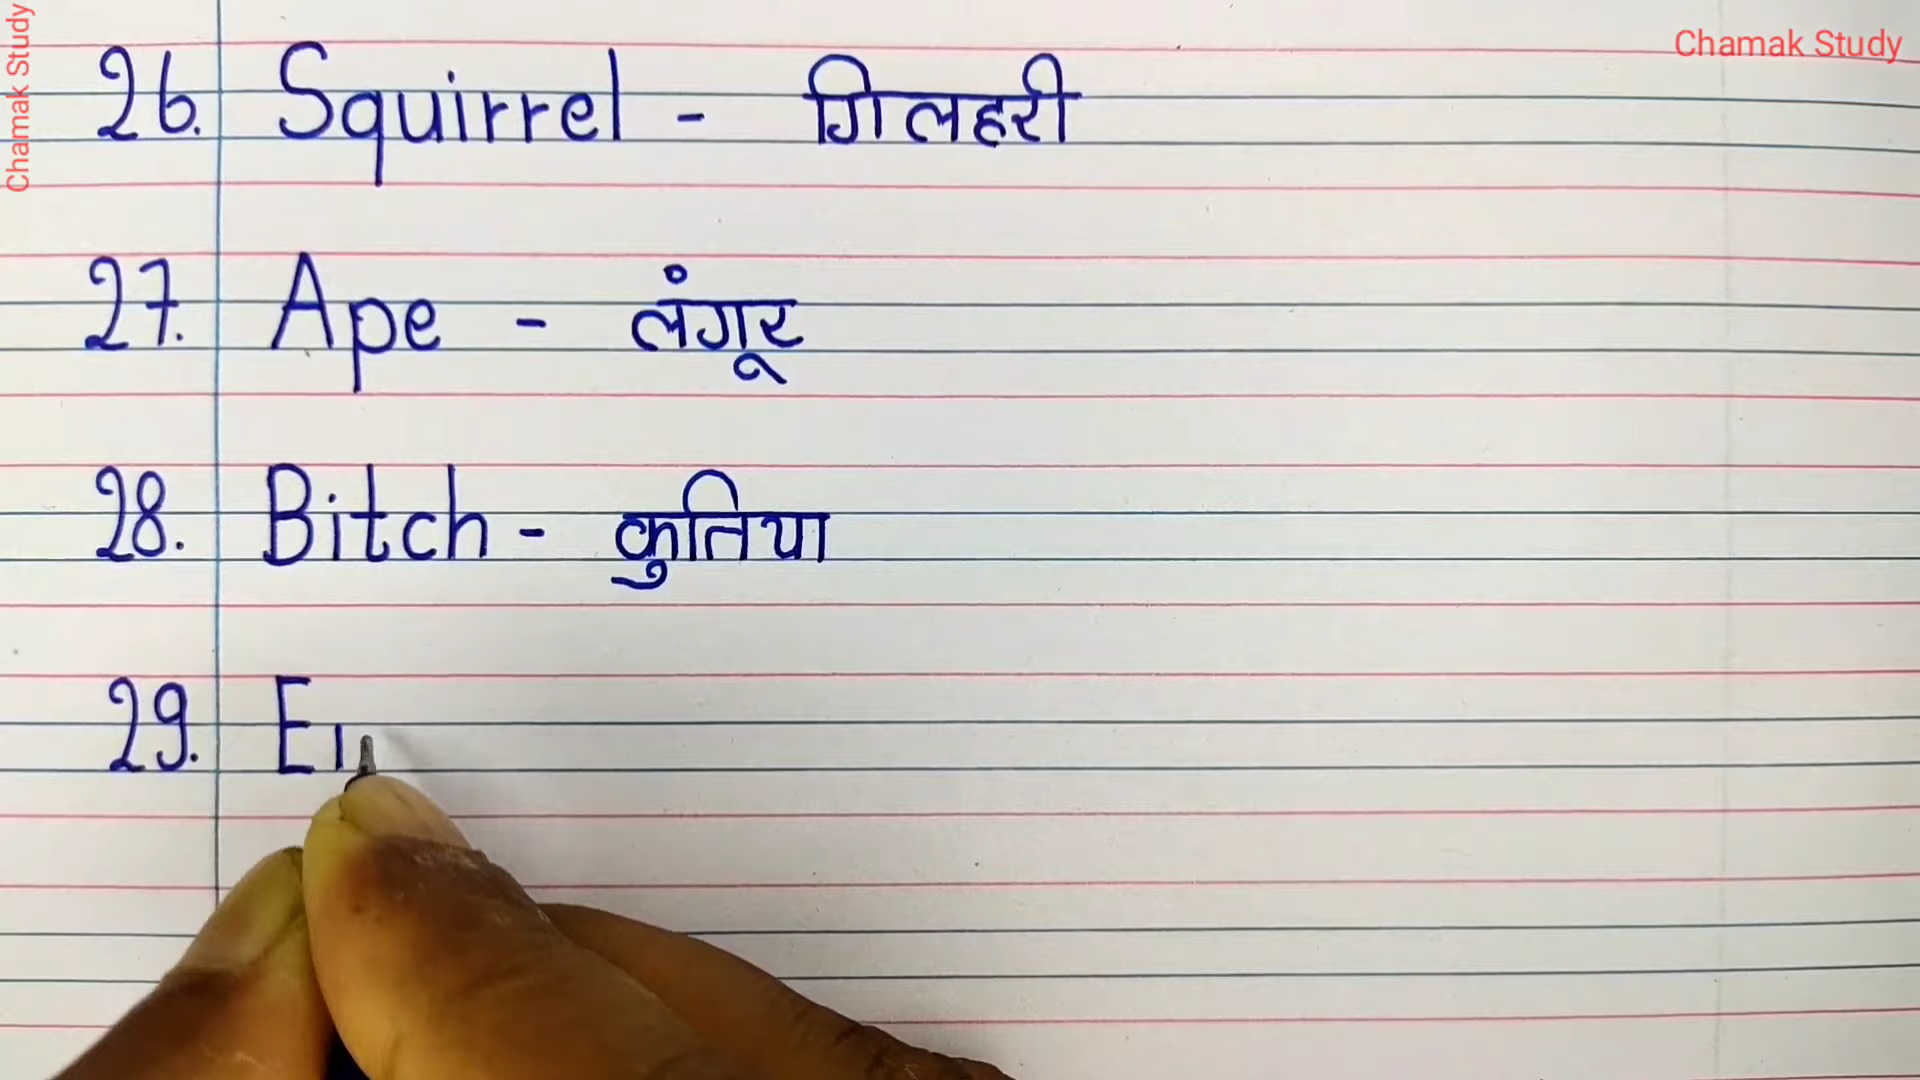 Chamak Study
Chamak Study
26. Squirrel - गिलहरी
27. Ape - लंगूर
28. Bitch - कुतिया
29.